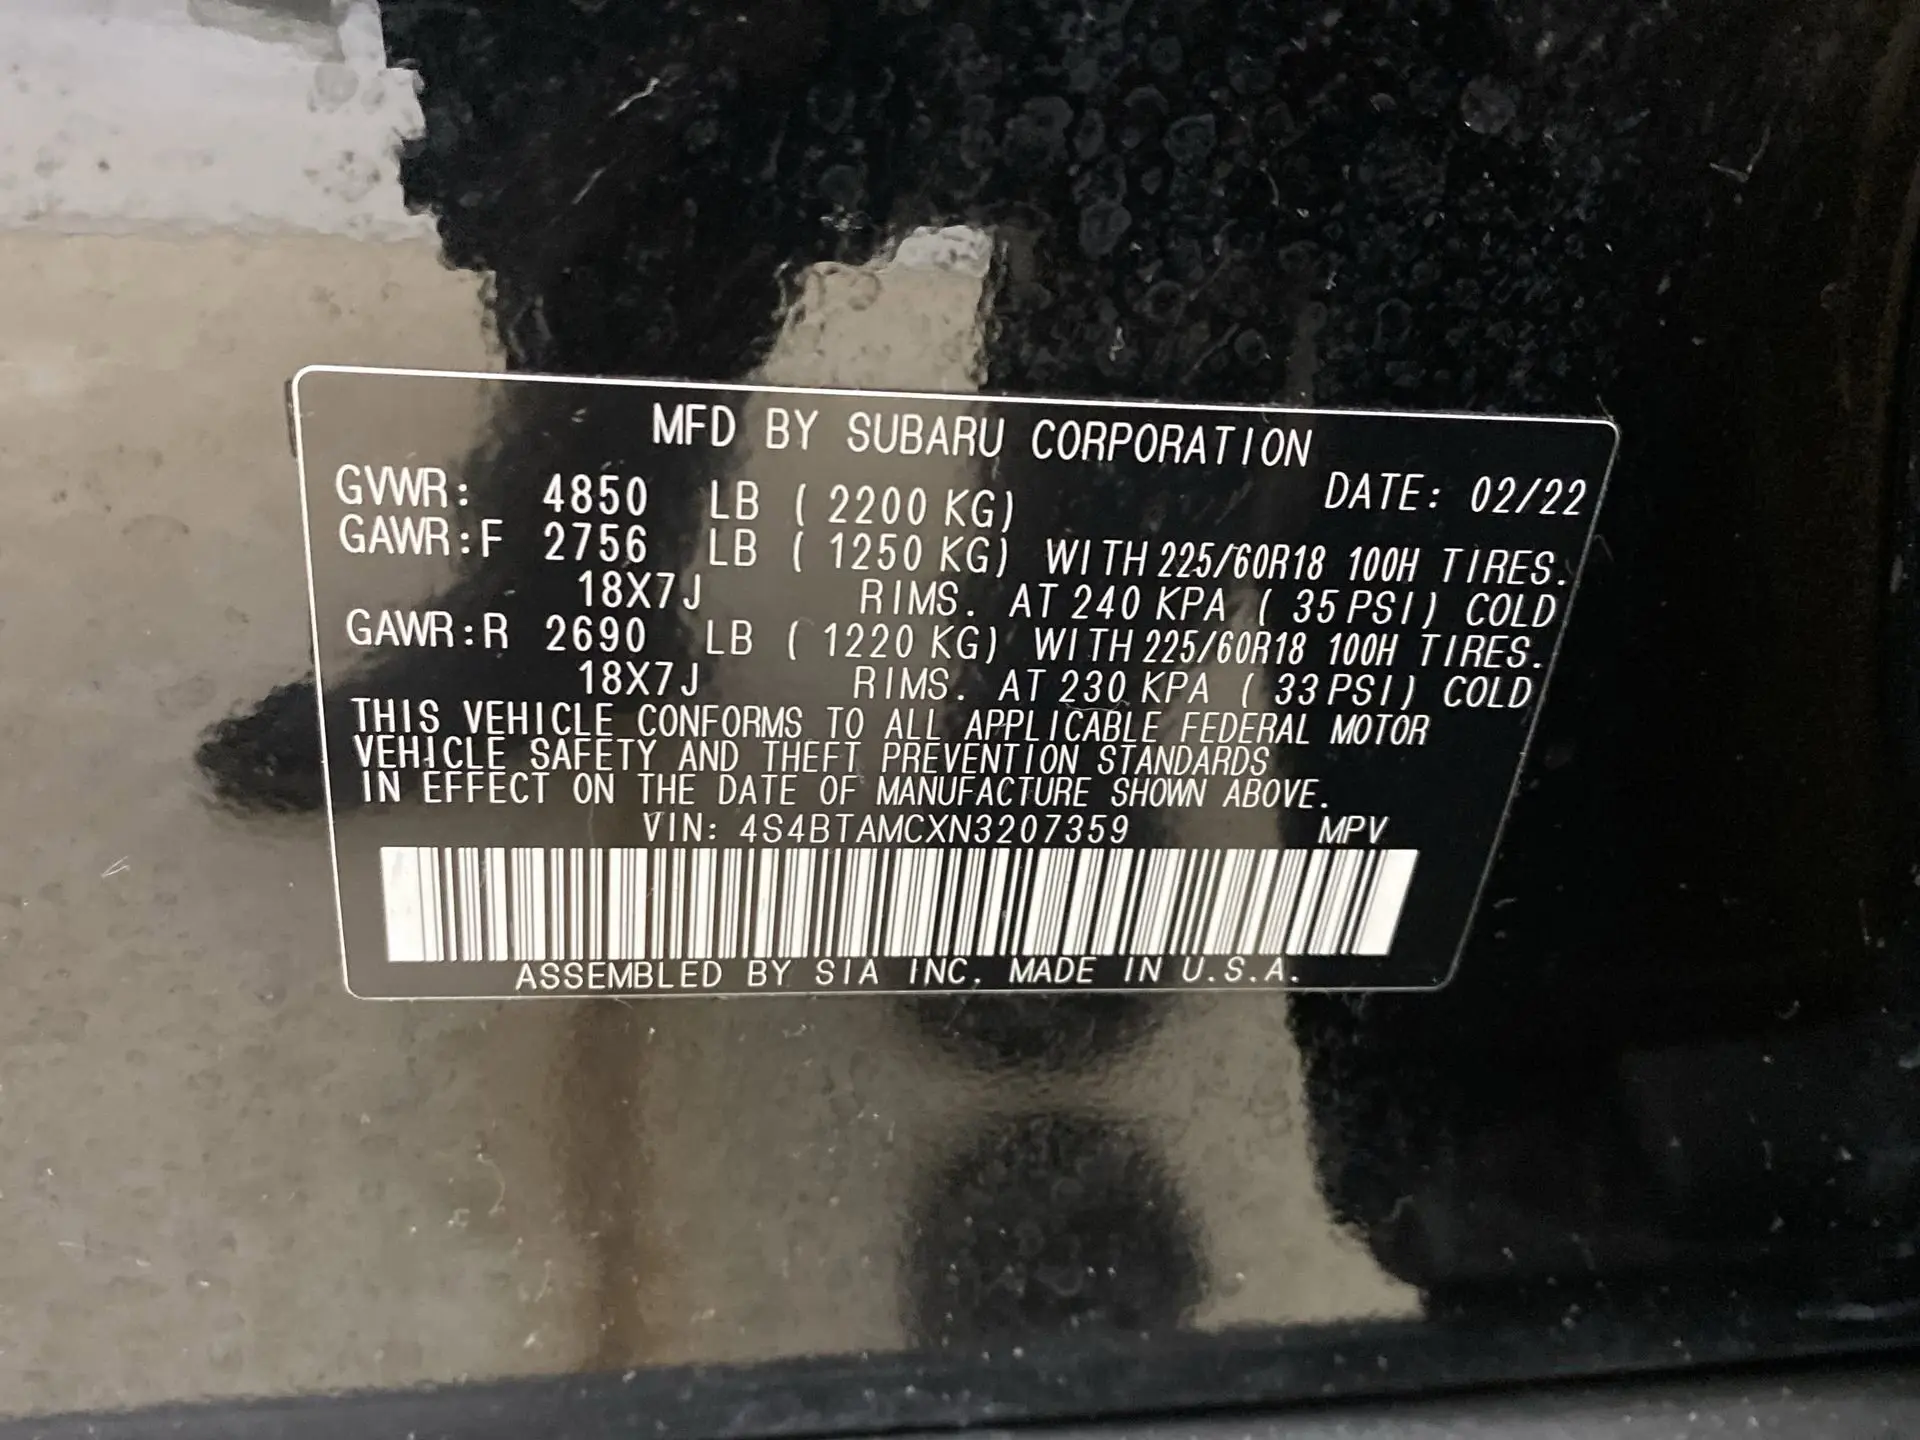 MFD BY SUBARU CORPORATION
GVWR: 4850 LB ( 2200 KG) DATE: 02/22
GAWR:F 2756 LB ( 1250 KG) WITH 225/60R18 100H TIRES.
18X7J RIMS. AT 240 KPA ( 35 PSI) COLD
GAWR:R 2690 LB ( 1220 KG) WITH 225/60R18 100H TIRES.
18X7J RIMS. AT 230 KPA ( 33 PSI) COLD
THIS VEHICLE CONFORMS TO ALL APPLICABLE FEDERAL MOTOR
VEHICLE SAFETY AND THEFT PREVENTION STANDARDS
IN EFFECT ON THE DATE OF MANUFACTURE SHOWN ABOVE.
VIN: 4S4BTAMCXN3207359 MPV
ASSEMBLED BY SIA INC. MADE IN U.S.A.